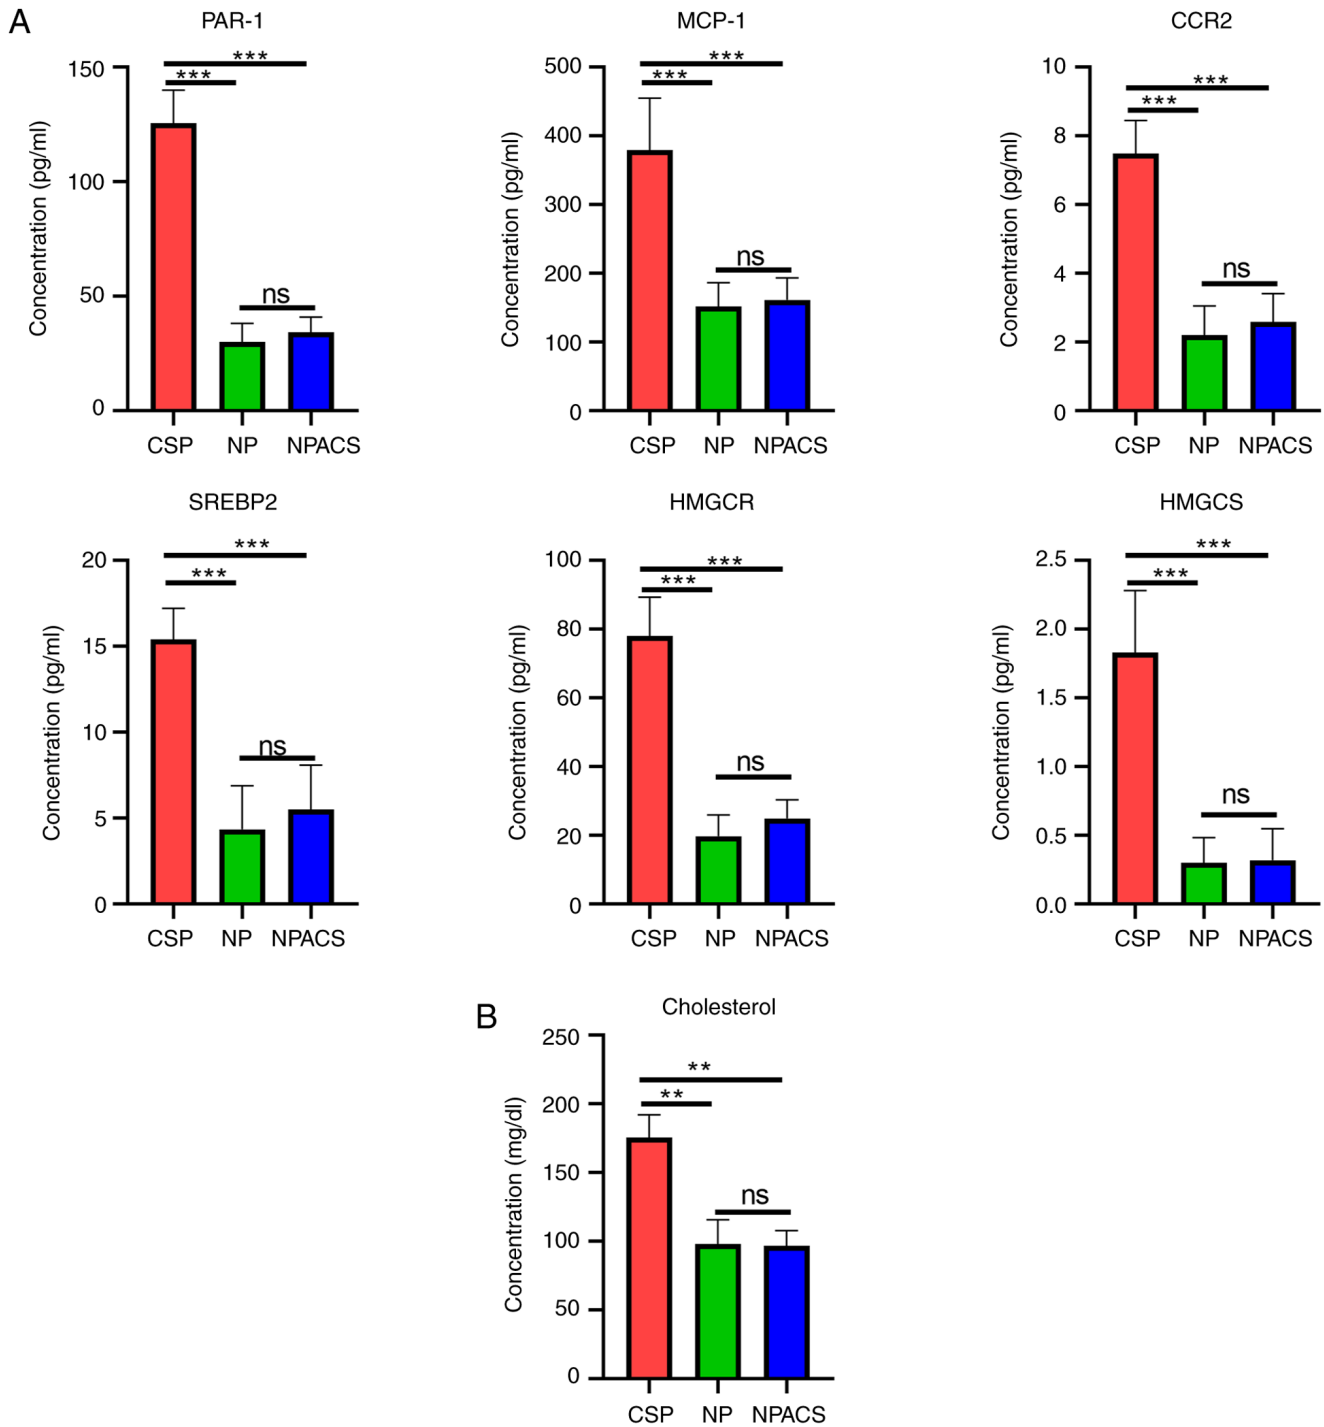 A
PAR-1
Concentration (pg/ml)
150
100
50
0
***
***
ns
CSP NP NPACS
MCP-1
Concentration (pg/ml)
500
400
300
200
100
0
***
***
ns
CSP NP NPACS
CCR2
Concentration (pg/ml)
10
8
6
4
2
0
***
***
ns
CSP NP NPACS
SREBP2
Concentration (pg/ml)
20
15
10
5
0
***
***
ns
CSP NP NPACS
HMGCR
Concentration (pg/ml)
100
80
60
40
20
0
***
***
ns
CSP NP NPACS
HMGCS
Concentration (pg/ml)
2.5
2.0
1.5
1.0
0.5
0.0
***
***
ns
CSP NP NPACS
B
Cholesterol
Concentration (mg/dl)
250
200
150
100
50
0
**
**
ns
CSP NP NPACS